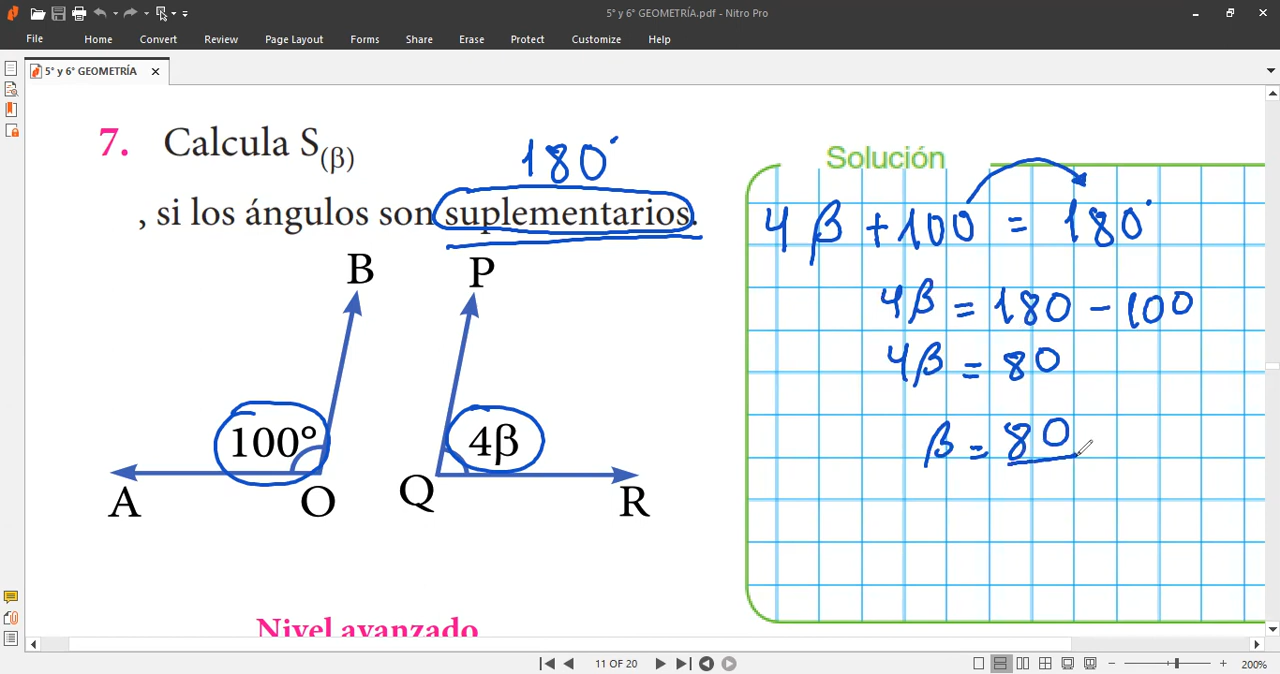 5° y 6° GEOMETRÍA.pdf - Nitro Pro
File Home Convert Review Page Layout Forms Share Erase Protect Customize Help
5° y 6° GEOMETRÍA
7. Calcula S(β)
180°
, si los ángulos son suplementarios.
B
P
100°
4β
A
O
Q
R
Solución
4β + 100 = 180°
4β = 180 - 100
4β = 80
β = 80
Nivel avanzado
11 OF 20
200%